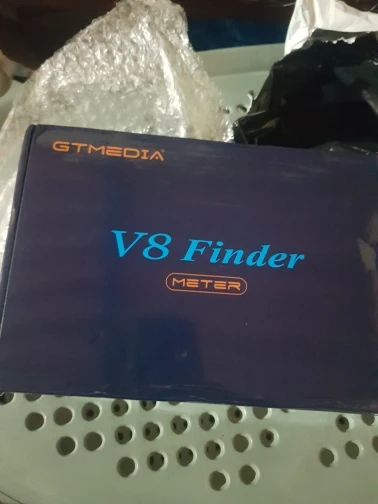 GTMEDIA
V8 Finder
METER